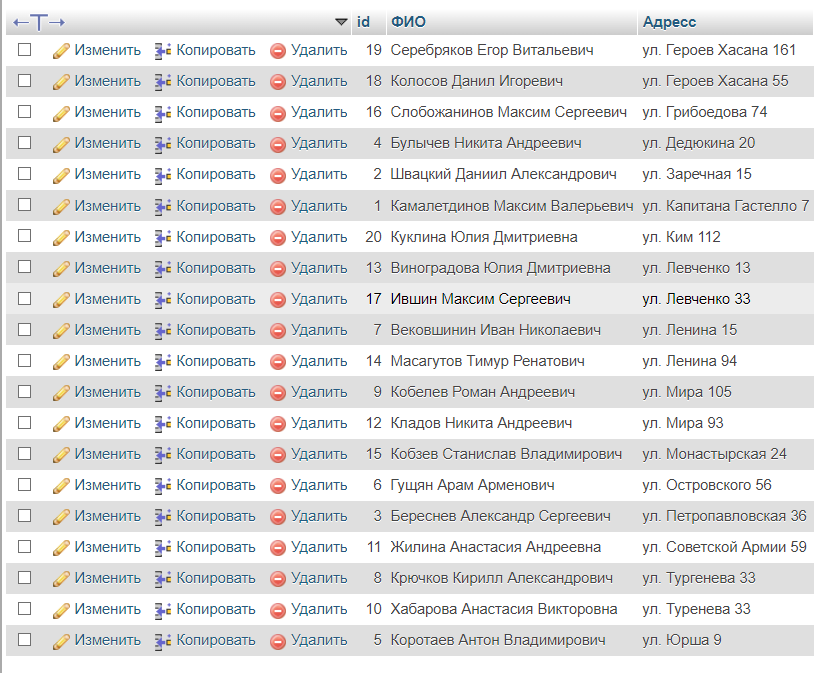 id ФИО Адресс
Изменить Копировать Удалить 19 Серебряков Егор Витальевич ул. Героев Хасана 161
Изменить Копировать Удалить 18 Колосов Данил Игоревич ул. Героев Хасана 55
Изменить Копировать Удалить 16 Слобожанинов Максим Сергеевич ул. Грибоедова 74
Изменить Копировать Удалить 4 Булычев Никита Андреевич ул. Дедюкина 20
Изменить Копировать Удалить 2 Швацкий Даниил Александрович ул. Заречная 15
Изменить Копировать Удалить 1 Камалетдинов Максим Валерьевич ул. Капитана Гастелло 7
Изменить Копировать Удалить 20 Куклина Юлия Дмитриевна ул. Ким 112
Изменить Копировать Удалить 13 Виноградова Юлия Дмитриевна ул. Левченко 13
Изменить Копировать Удалить 17 Ившин Максим Сергеевич ул. Левченко 33
Изменить Копировать Удалить 7 Вековшинин Иван Николаевич ул. Ленина 15
Изменить Копировать Удалить 14 Масагутов Тимур Ренатович ул. Ленина 94
Изменить Копировать Удалить 9 Кобелев Роман Андреевич ул. Мира 105
Изменить Копировать Удалить 12 Кладов Никита Андреевич ул. Мира 93
Изменить Копировать Удалить 15 Кобзев Станислав Владимирович ул. Монастырская 24
Изменить Копировать Удалить 6 Гущян Арам Арменович ул. Островского 56
Изменить Копировать Удалить 3 Береснев Александр Сергеевич ул. Петропавловская 36
Изменить Копировать Удалить 11 Жилина Анастасия Андреевна ул. Советской Армии 59
Изменить Копировать Удалить 8 Крючков Кирилл Александрович ул. Тургенева 33
Изменить Копировать Удалить 10 Хабарова Анастасия Викторовна ул. Туренева 33
Изменить Копировать Удалить 5 Коротаев Антон Владимирович ул. Юрша 9